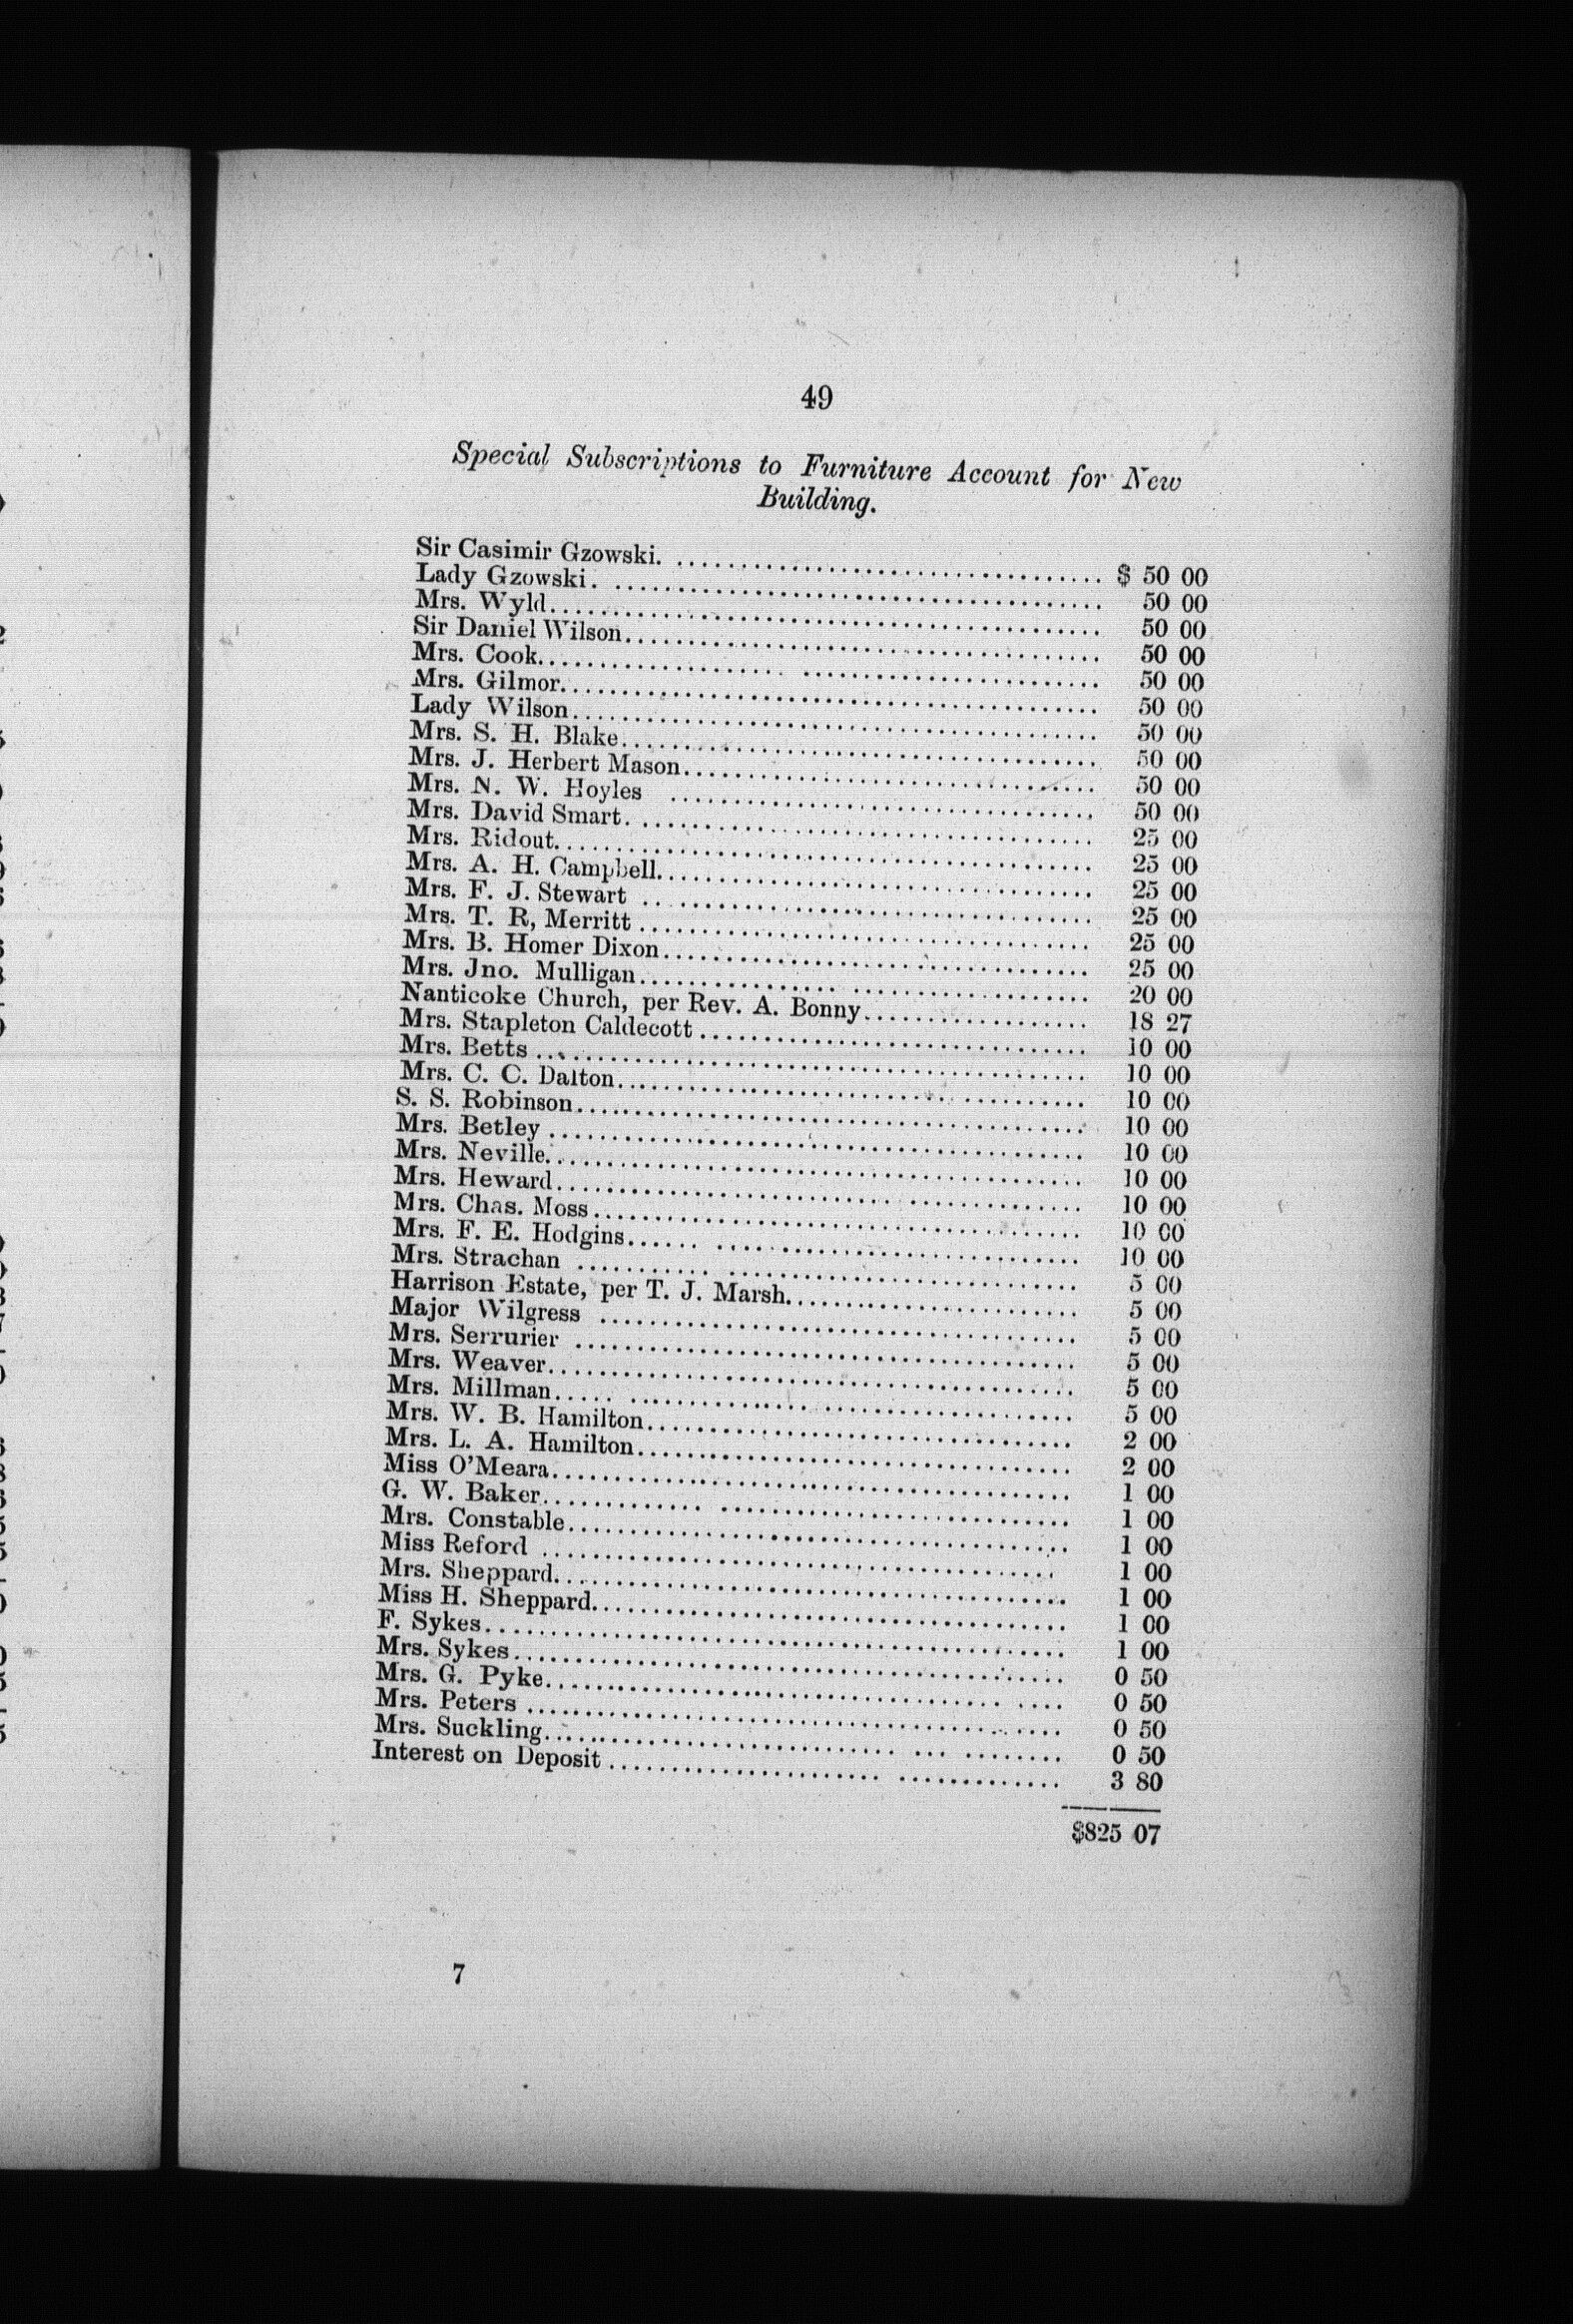 49
Special Subscriptions to Furniture Account for New
Building.
Sir Casimir Gzowski. .................................... $ 50 00
Lady Gzowski. .................................... 50 00
Mrs. Wyld.................................... 50 00
Sir Daniel Wilson.................................... 50 00
Mrs. Cook.................................... 50 00
Mrs. Gilmor.................................... 50 00
Lady Wilson.................................... 50 00
Mrs. S. H. Blake.................................... 50 00
Mrs. J. Herbert Mason.................................... 50 00
Mrs. N. W. Hoyles .................................... 50 00
Mrs. David Smart. .................................... 25 00
Mrs. Ridout.................................... 25 00
Mrs. A. H. Campbell.................................... 25 00
Mrs. F. J. Stewart .................................... 25 00
Mrs. T. R, Merritt .................................... 25 00
Mrs. B. Homer Dixon.................................... 25 00
Mrs. Jno. Mulligan.................................... 20 00
Nanticoke Church, per Rev. A. Bonny.................... 18 27
Mrs. Stapleton Caldecott .................................... 10 00
Mrs. Betts .................................... 10 00
Mrs. C. C. Dalton.................................... 10 00
S. S. Robinson.................................... 10 00
Mrs. Betley .................................... 10 00
Mrs. Neville.................................... 10 00
Mrs. Heward.................................... 10 00
Mrs. Chas. Moss.................................... 10 00
Mrs. F. E. Hodgins.................................... 10 00
Mrs. Strachan .................................... 5 00
Harrison Estate, per T. J. Marsh......................... 5 00
Major Wilgress .................................... 5 00
Mrs. Serrurier .................................... 5 00
Mrs. Weaver.................................... 5 00
Mrs. Millman.................................... 5 00
Mrs. W. B. Hamilton.................................... 2 00
Mrs. L. A. Hamilton.................................... 2 00
Miss O'Meara.................................... 1 00
G. W. Baker.................................... 1 00
Mrs. Constable.................................... 1 00
Miss Reford .................................... 1 00
Mrs. Sheppard.................................... 1 00
Miss H. Sheppard.................................... 1 00
F. Sykes.................................... 1 00
Mrs. Sykes.................................... 0 50
Mrs. G. Pyke.................................... 0 50
Mrs. Peters .................................... 0 50
Mrs. Suckling.................................... 0 50
Interest on Deposit .................................... 3 80
$825 07
7